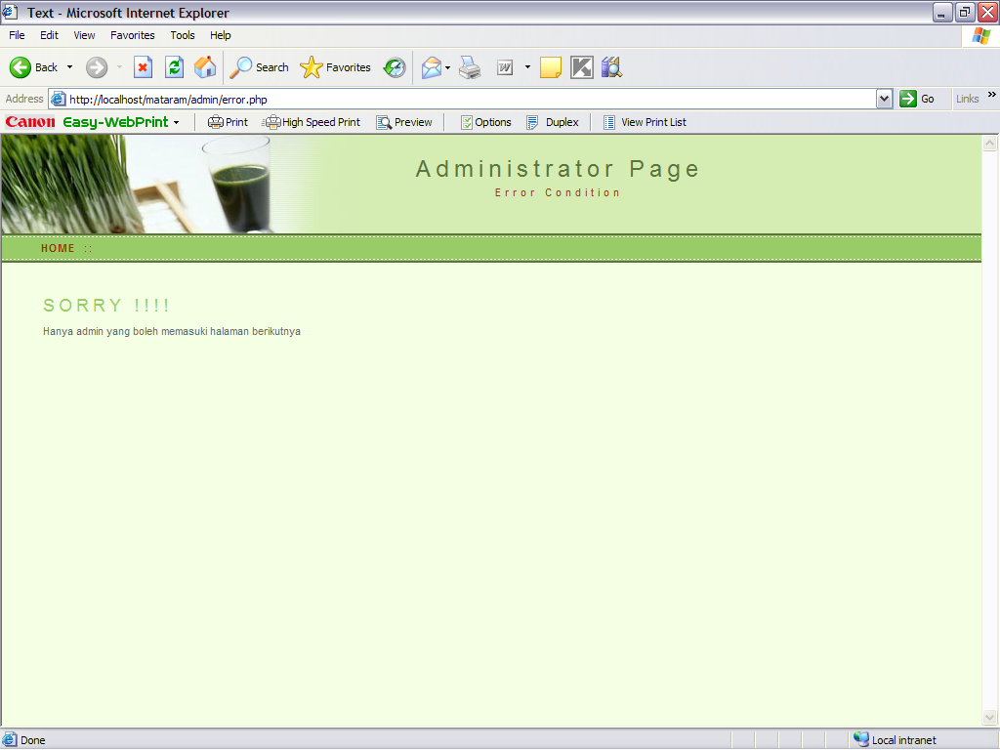 Text - Microsoft Internet Explorer
File Edit View Favorites Tools Help
Back Search Favorites W K
Address http://localhost/mataram/admin/error.php Go Links »
Canon Easy-WebPrint Print High Speed Print Preview Options Duplex View Print List
Administrator Page
Error Condition
HOME ::
SORRY !!!!
Hanya admin yang boleh memasuki halaman berikutnya
Done Local intranet